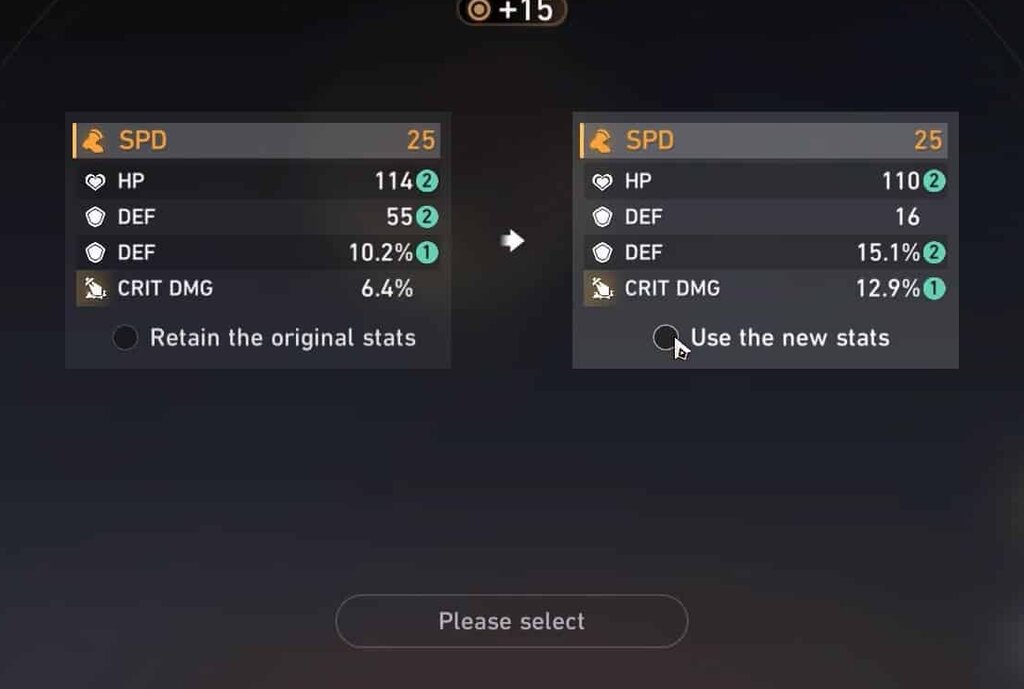 +15
SPD 25
HP 114 2
DEF 55 2
DEF 10.2% 1
CRIT DMG 6.4%
Retain the original stats
SPD 25
HP 110 2
DEF 16
DEF 15.1% 2
CRIT DMG 12.9% 1
Use the new stats
Please select